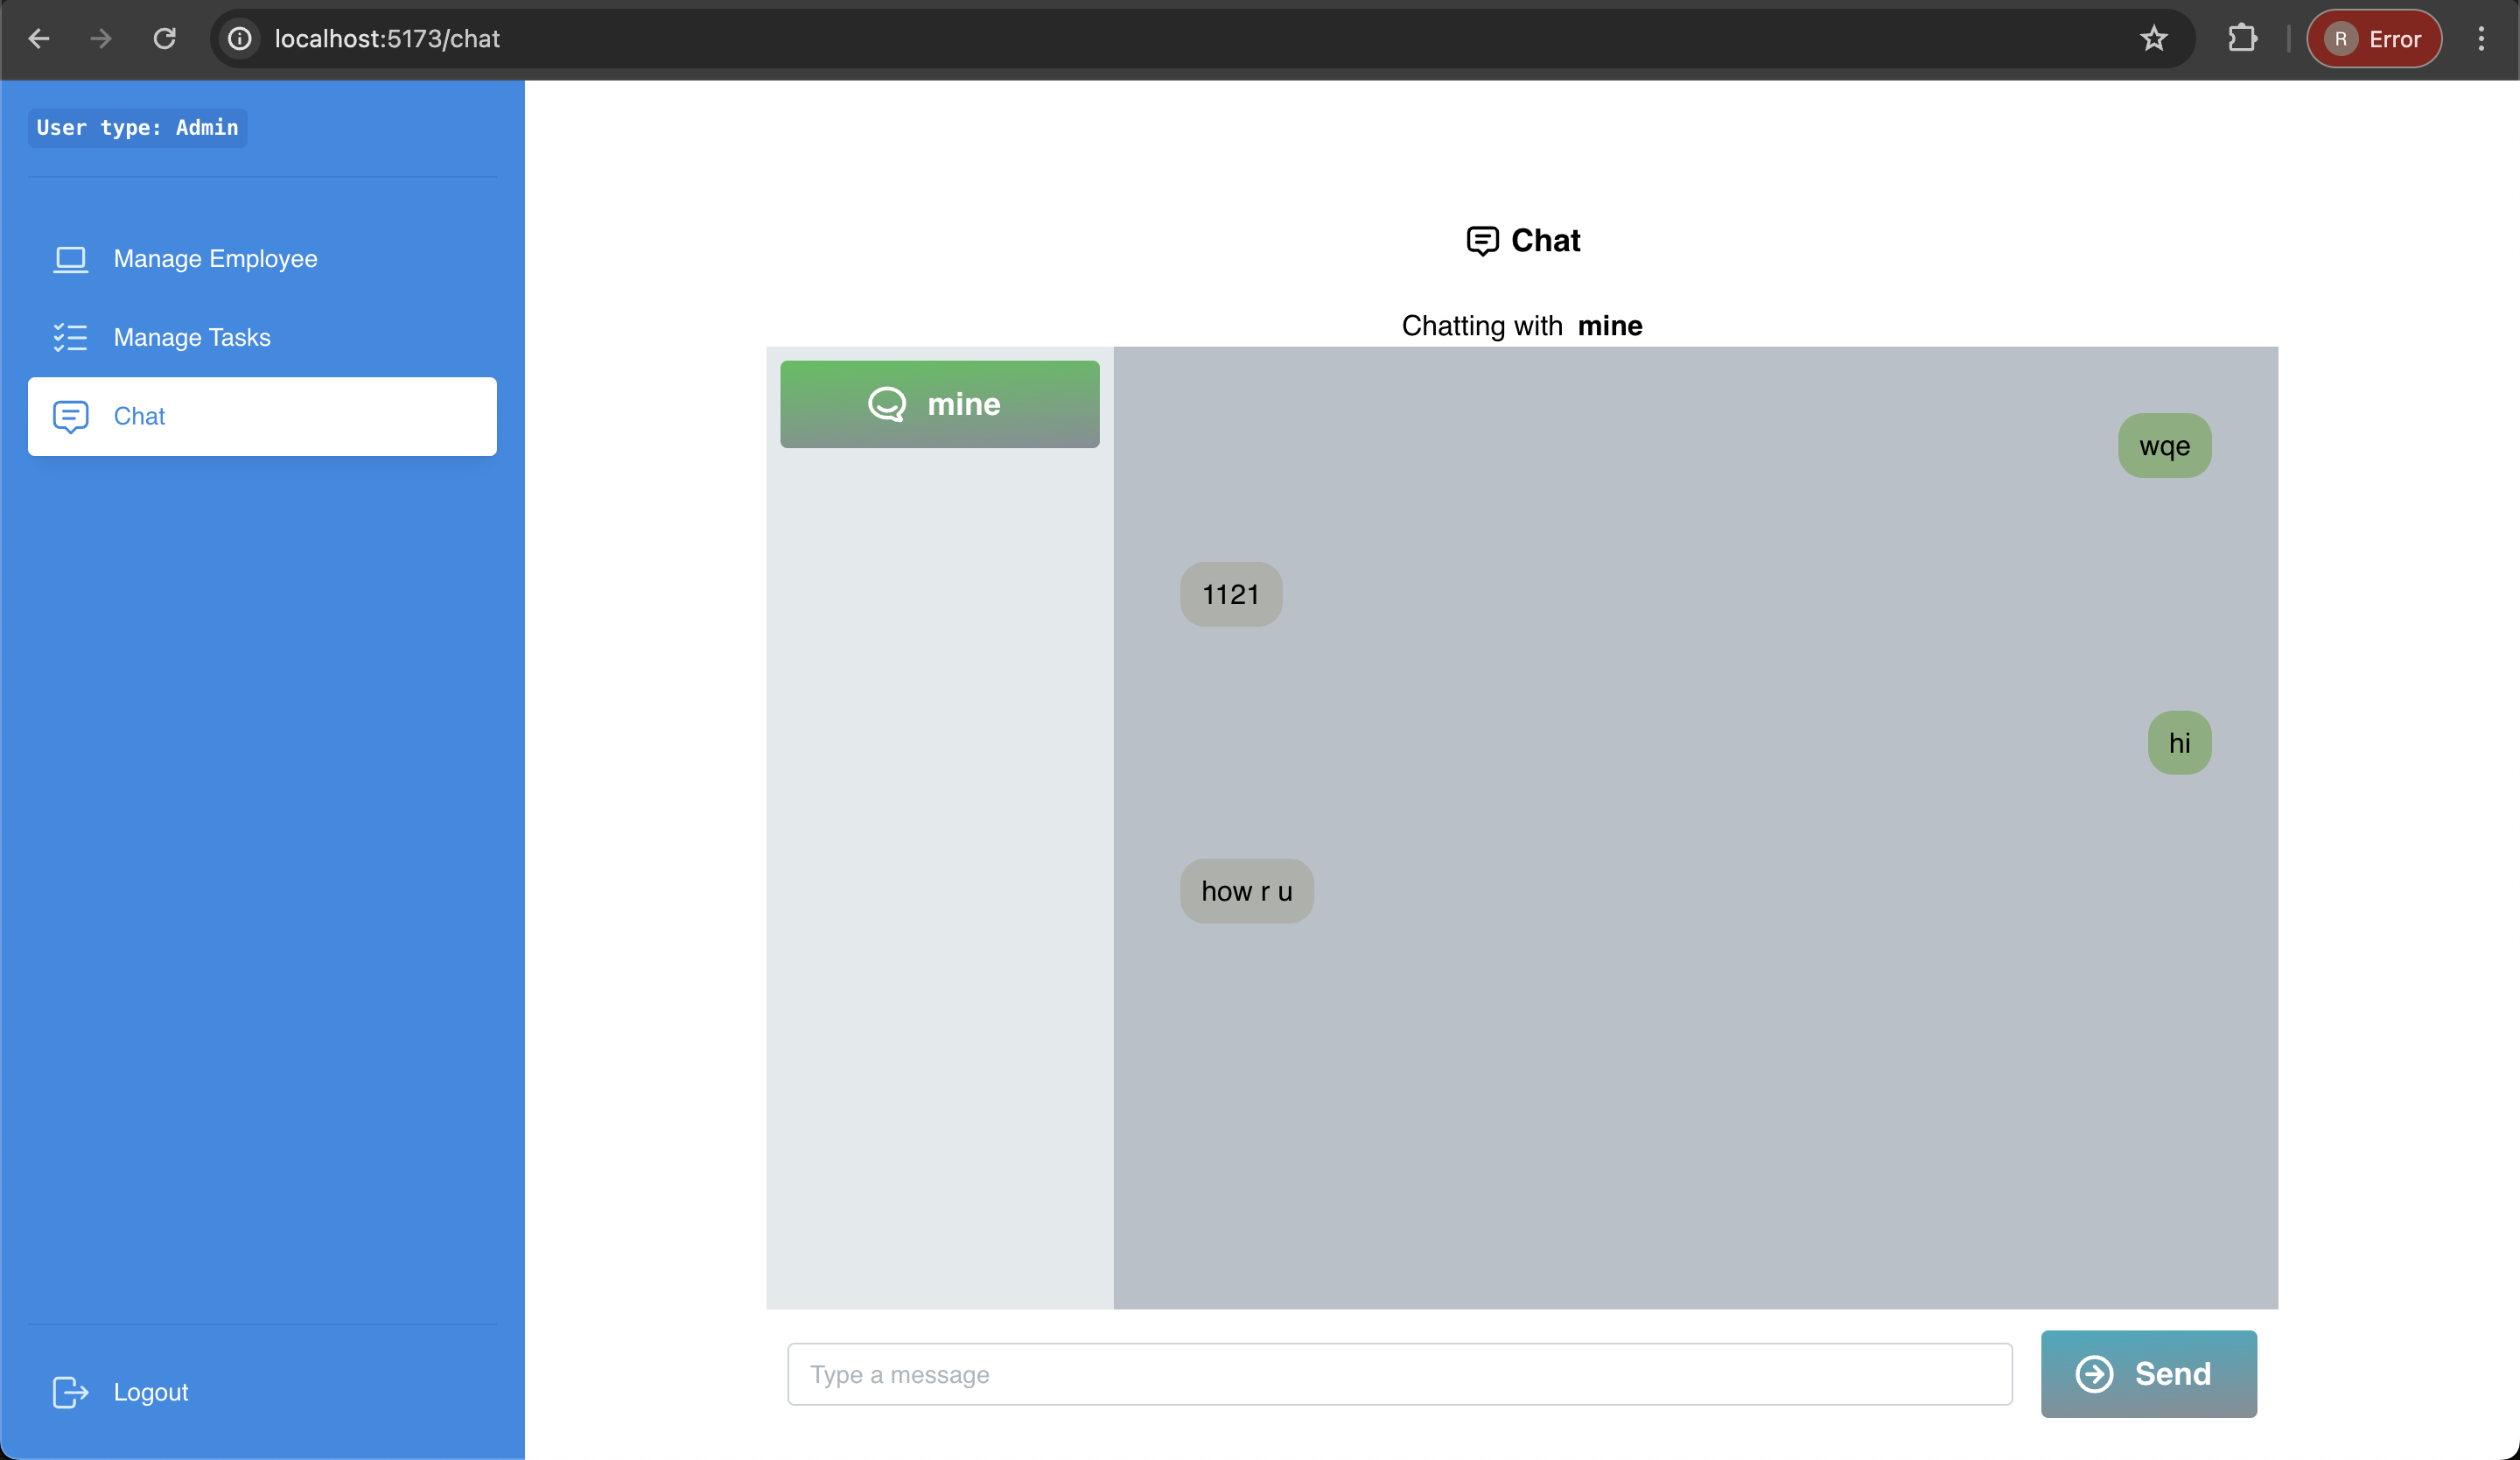 localhost:5173/chat
R Error
User type: Admin
Manage Employee
Manage Tasks
Chat
Logout
Chat
Chatting with mine
mine
wqe
1121
hi
how r u
Type a message
Send